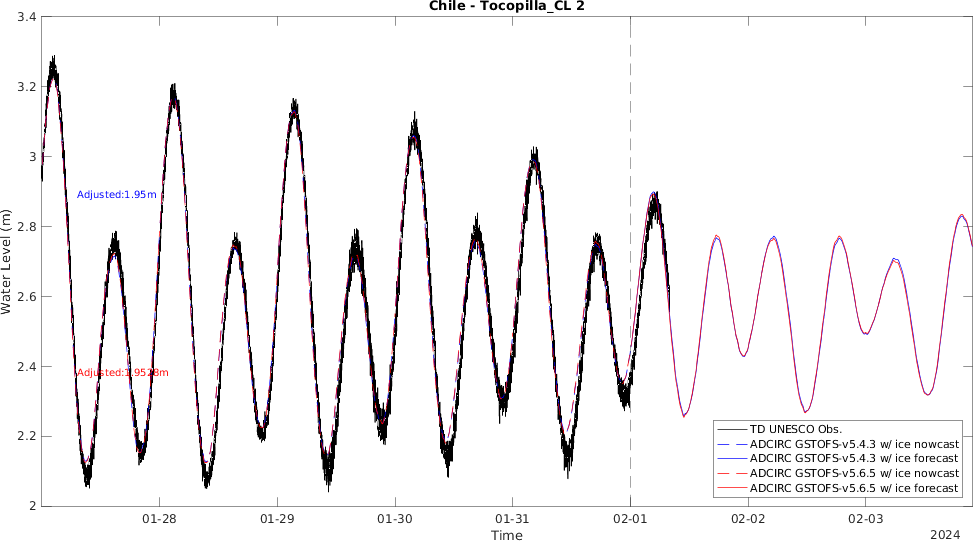 Chile - Tocopilla_CL 2
3.4
3.2
3
2.8
2.6
2.4
2.2
2
Water Level (m)
Adjusted:1.95m
Adjusted:1.9528m
TD UNESCO Obs.
ADCIRC GSTOFS-v5.4.3 w/ ice nowcast
ADCIRC GSTOFS-v5.4.3 w/ ice forecast
ADCIRC GSTOFS-v5.6.5 w/ ice nowcast
ADCIRC GSTOFS-v5.6.5 w/ ice forecast
01-28
01-29
01-30
01-31
02-01
02-02
02-03
Time
2024